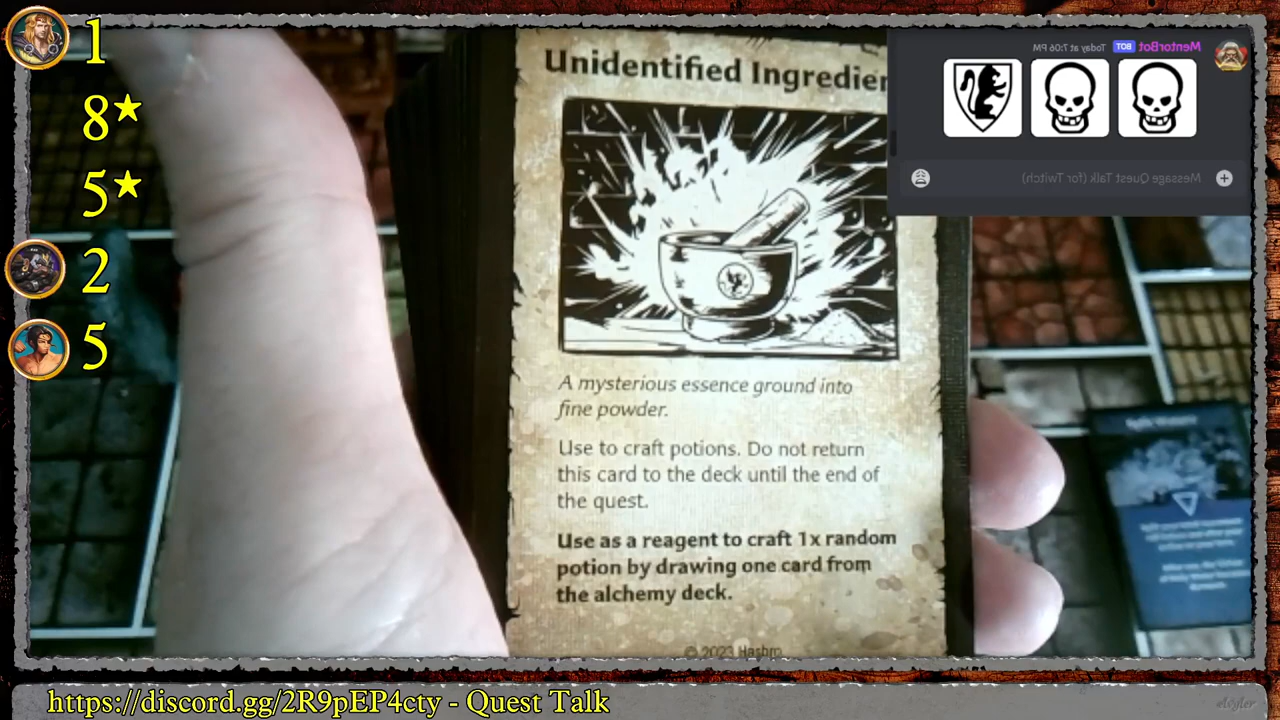 1
8★
5★
2
5
Unidentified Ingredien
A mysterious essence ground into
fine powder.
Use to craft potions. Do not return
this card to the deck until the end of
the quest.
Use as a reagent to craft 1x random
potion by drawing one card from
the alchemy deck.
© 2023 Hasbro
MentorBot BOT Today at 7:06 PM
Message Quest Talk (for Twitch)
https://discord.gg/2R9pEP4cty - Quest Talk